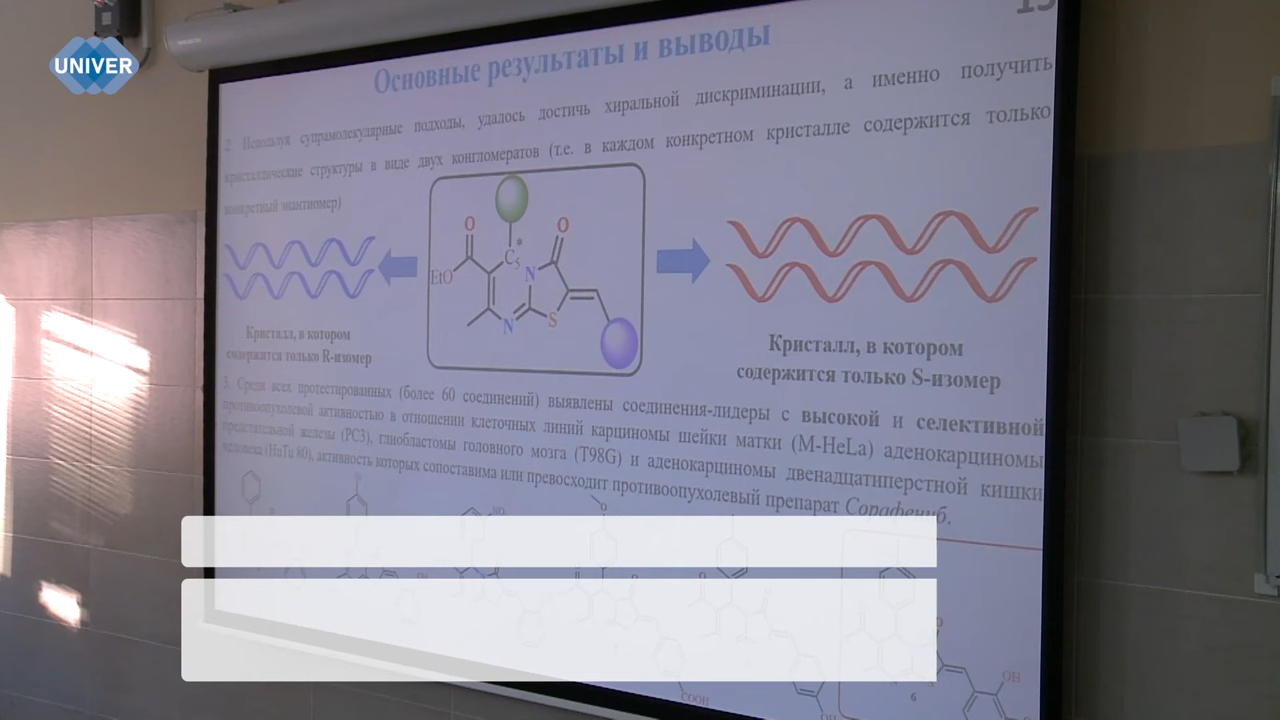 UNIVER
Основные результаты и выводы
2. Используя супрамолекулярные подходы, удалось достичь хиральной дискриминации, а именно получить
кристаллические структуры в виде двух конгломератов (т.е. в каждом конкретном кристалле содержится только
конкретный энантиомер)
O
O
*
C5
EtO
N
N
S
Кристалл, в котором
содержится только R-изомер
Кристалл, в котором
содержится только S-изомер
3. Среди всех протестированных (более 60 соединений) выявлены соединения-лидеры с высокой и селективной
противоопухолевой активностью в отношении клеточных линий карциномы шейки матки (M-HeLa) аденокарциномы
предстательной железы (PC3), глиобластомы головного мозга (T98G) и аденокарциномы двенадцатиперстной кишки
человека (HuTu 80), активность которых сопоставима или превосходит противоопухолевый препарат Сорафениб.
COOH
OH
OH
6